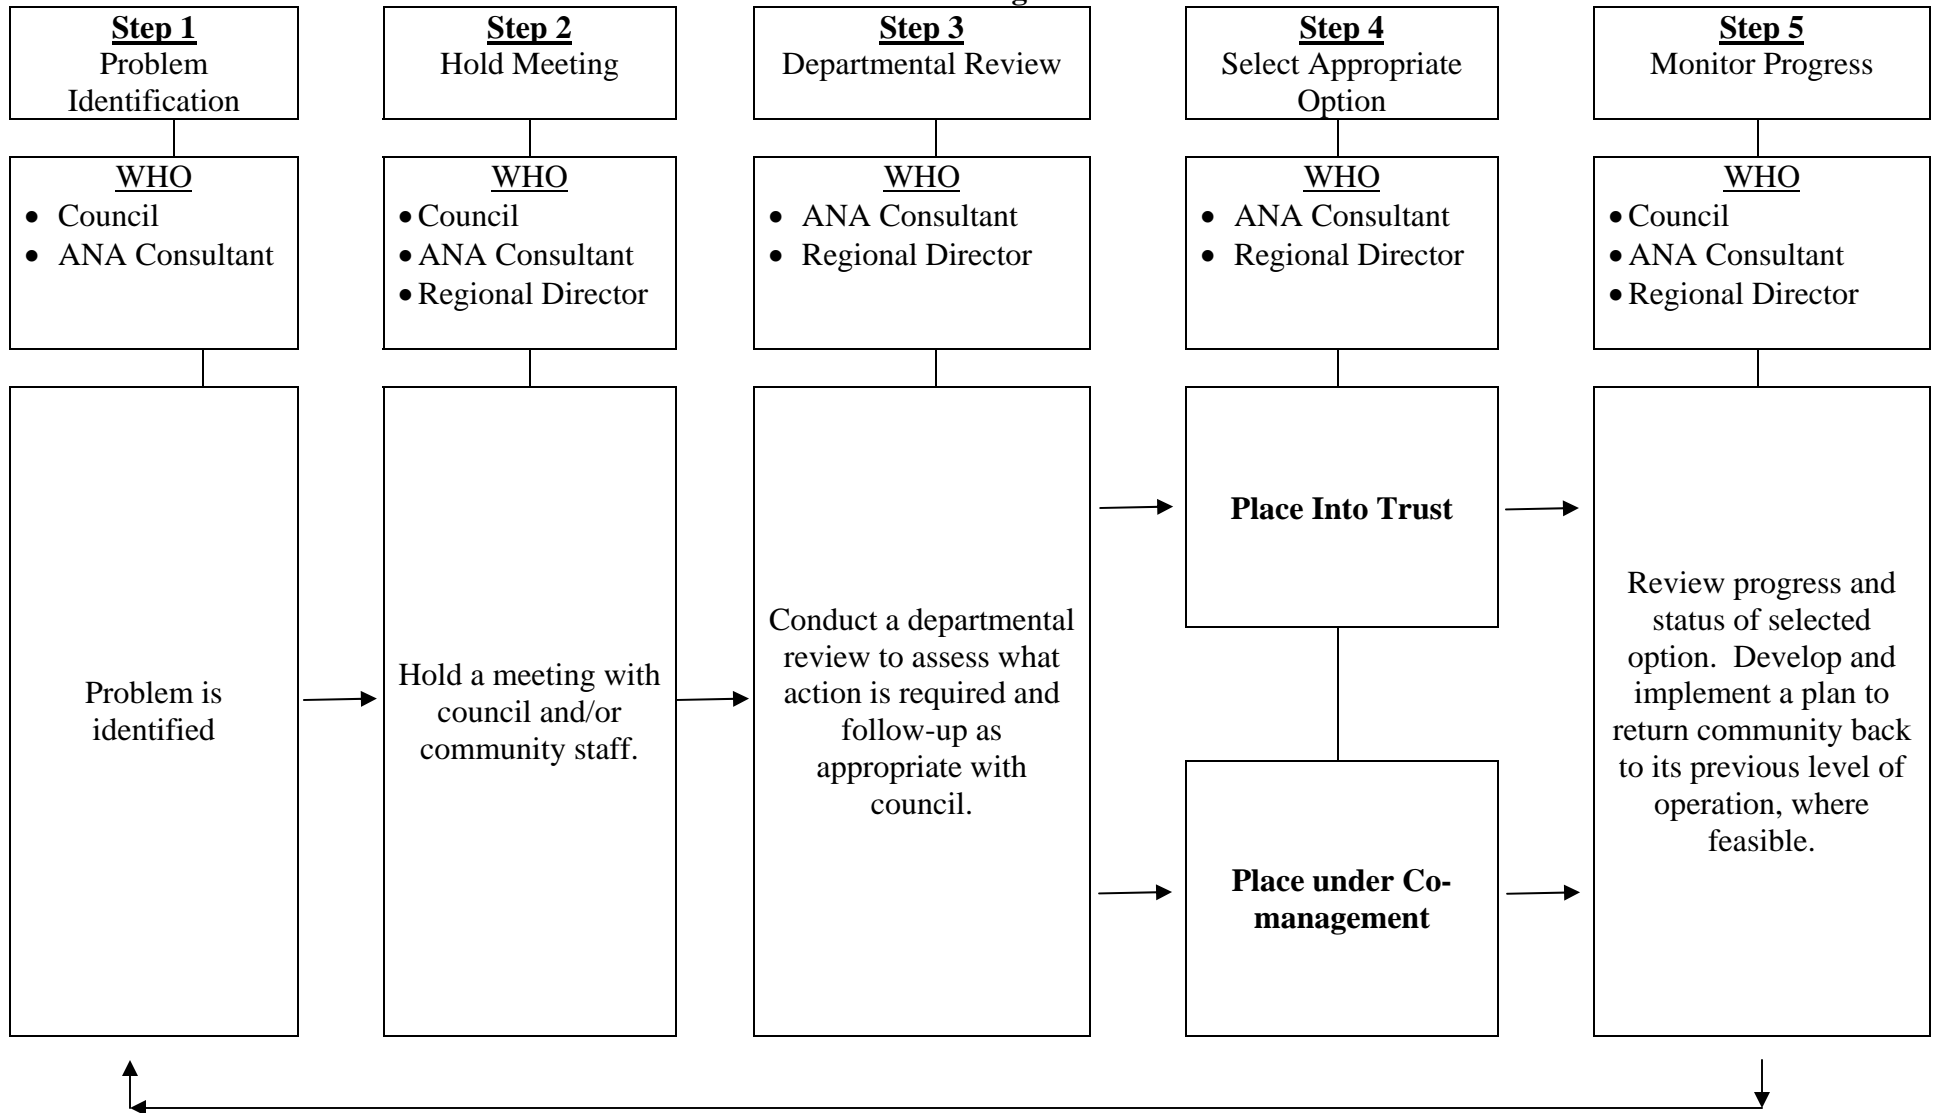 Step 1
Problem
Identification
Step 2
Hold Meeting
Step 3
Departmental Review
Step 4
Select Appropriate
Option
Step 5
Monitor Progress
WHO
• Council
• ANA Consultant
WHO
• Council
• ANA Consultant
• Regional Director
WHO
• ANA Consultant
• Regional Director
WHO
• ANA Consultant
• Regional Director
WHO
• Council
• ANA Consultant
• Regional Director
Problem is
identified
Hold a meeting with
council and/or
community staff.
Conduct a departmental
review to assess what
action is required and
follow-up as
appropriate with
council.
Place Into Trust
Place under Co-
management
Review progress and
status of selected
option. Develop and
implement a plan to
return community back
to its previous level of
operation, where
feasible.